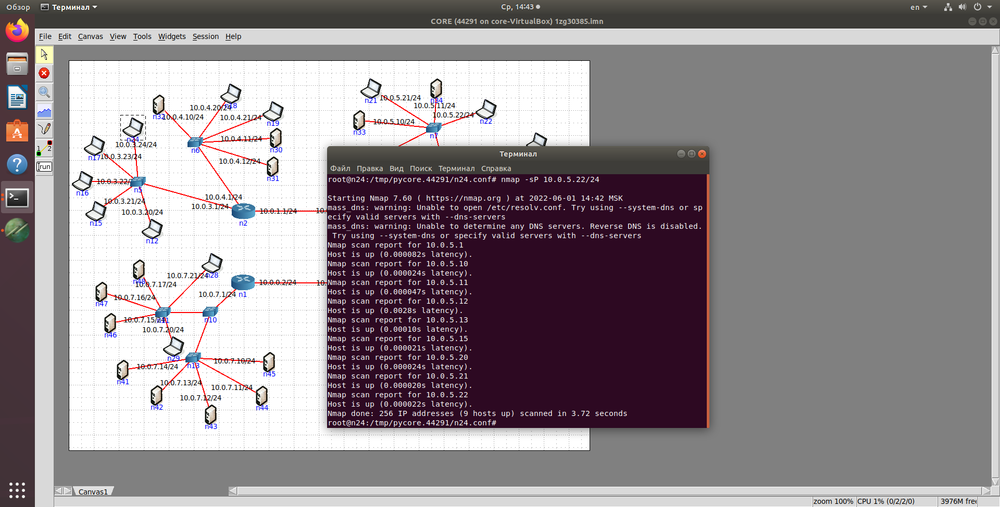 Обзор
Терминал
Ср, 14:43
en
CORE (44291 on core-VirtualBox) 1zg30385.imn
File Edit Canvas View Tools Widgets Session Help
run
n32
10.0.4.10/24
10.0.4.20/24
n18
10.0.4.21/24
n19
n24
10.0.3.24/24
n17
10.0.3.23/24
n6
10.0.4.11/24
n30
10.0.4.12/24
n31
n16
10.0.3.22/
n5
10.0.3.21/24
n15
10.0.3.20/24
n12
10.0.4.1/24
10.0.3.1/24
n2
10.0.1.1/24
10.
n21
10.0.5.21/24
n34
10.0.5.11/24
10.0.5.22/24
n22
n33
10.0.5.10/24
n7
n48
10.0.7.17/24
10.0.7.21/24
n28
n47
10.0.7.16/24
10.0.7.1/24
n1
10.0.0.2/24
10.
n46
10.0.7.15/24
n11
n10
10.0.7.20/24
n29
n13
10.0.7.10/24
n45
n41
10.0.7.14/24
10.0.7.13/24
n42
10.0.7.11/24
n44
10.0.7.12/24
n43
Терминал
Файл Правка Вид Поиск Терминал Справка
root@n24:/tmp/pycore.44291/n24.conf# nmap -sP 10.0.5.22/24
Starting Nmap 7.60 ( https://nmap.org ) at 2022-06-01 14:42 MSK
mass_dns: warning: Unable to open /etc/resolv.conf. Try using --system-dns or sp
ecify valid servers with --dns-servers
mass_dns: warning: Unable to determine any DNS servers. Reverse DNS is disabled.
Try using --system-dns or specify valid servers with --dns-servers
Nmap scan report for 10.0.5.1
Host is up (0.000082s latency).
Nmap scan report for 10.0.5.10
Host is up (0.000024s latency).
Nmap scan report for 10.0.5.11
Host is up (0.000047s latency).
Nmap scan report for 10.0.5.12
Host is up (0.0028s latency).
Nmap scan report for 10.0.5.13
Host is up (0.00010s latency).
Nmap scan report for 10.0.5.15
Host is up (0.000021s latency).
Nmap scan report for 10.0.5.20
Host is up (0.000024s latency).
Nmap scan report for 10.0.5.21
Host is up (0.000020s latency).
Nmap scan report for 10.0.5.22
Host is up (0.000022s latency).
Nmap done: 256 IP addresses (9 hosts up) scanned in 3.72 seconds
root@n24:/tmp/pycore.44291/n24.conf#
Canvas1
zoom 100%
CPU 1% (0/2/2/0)
3976M free